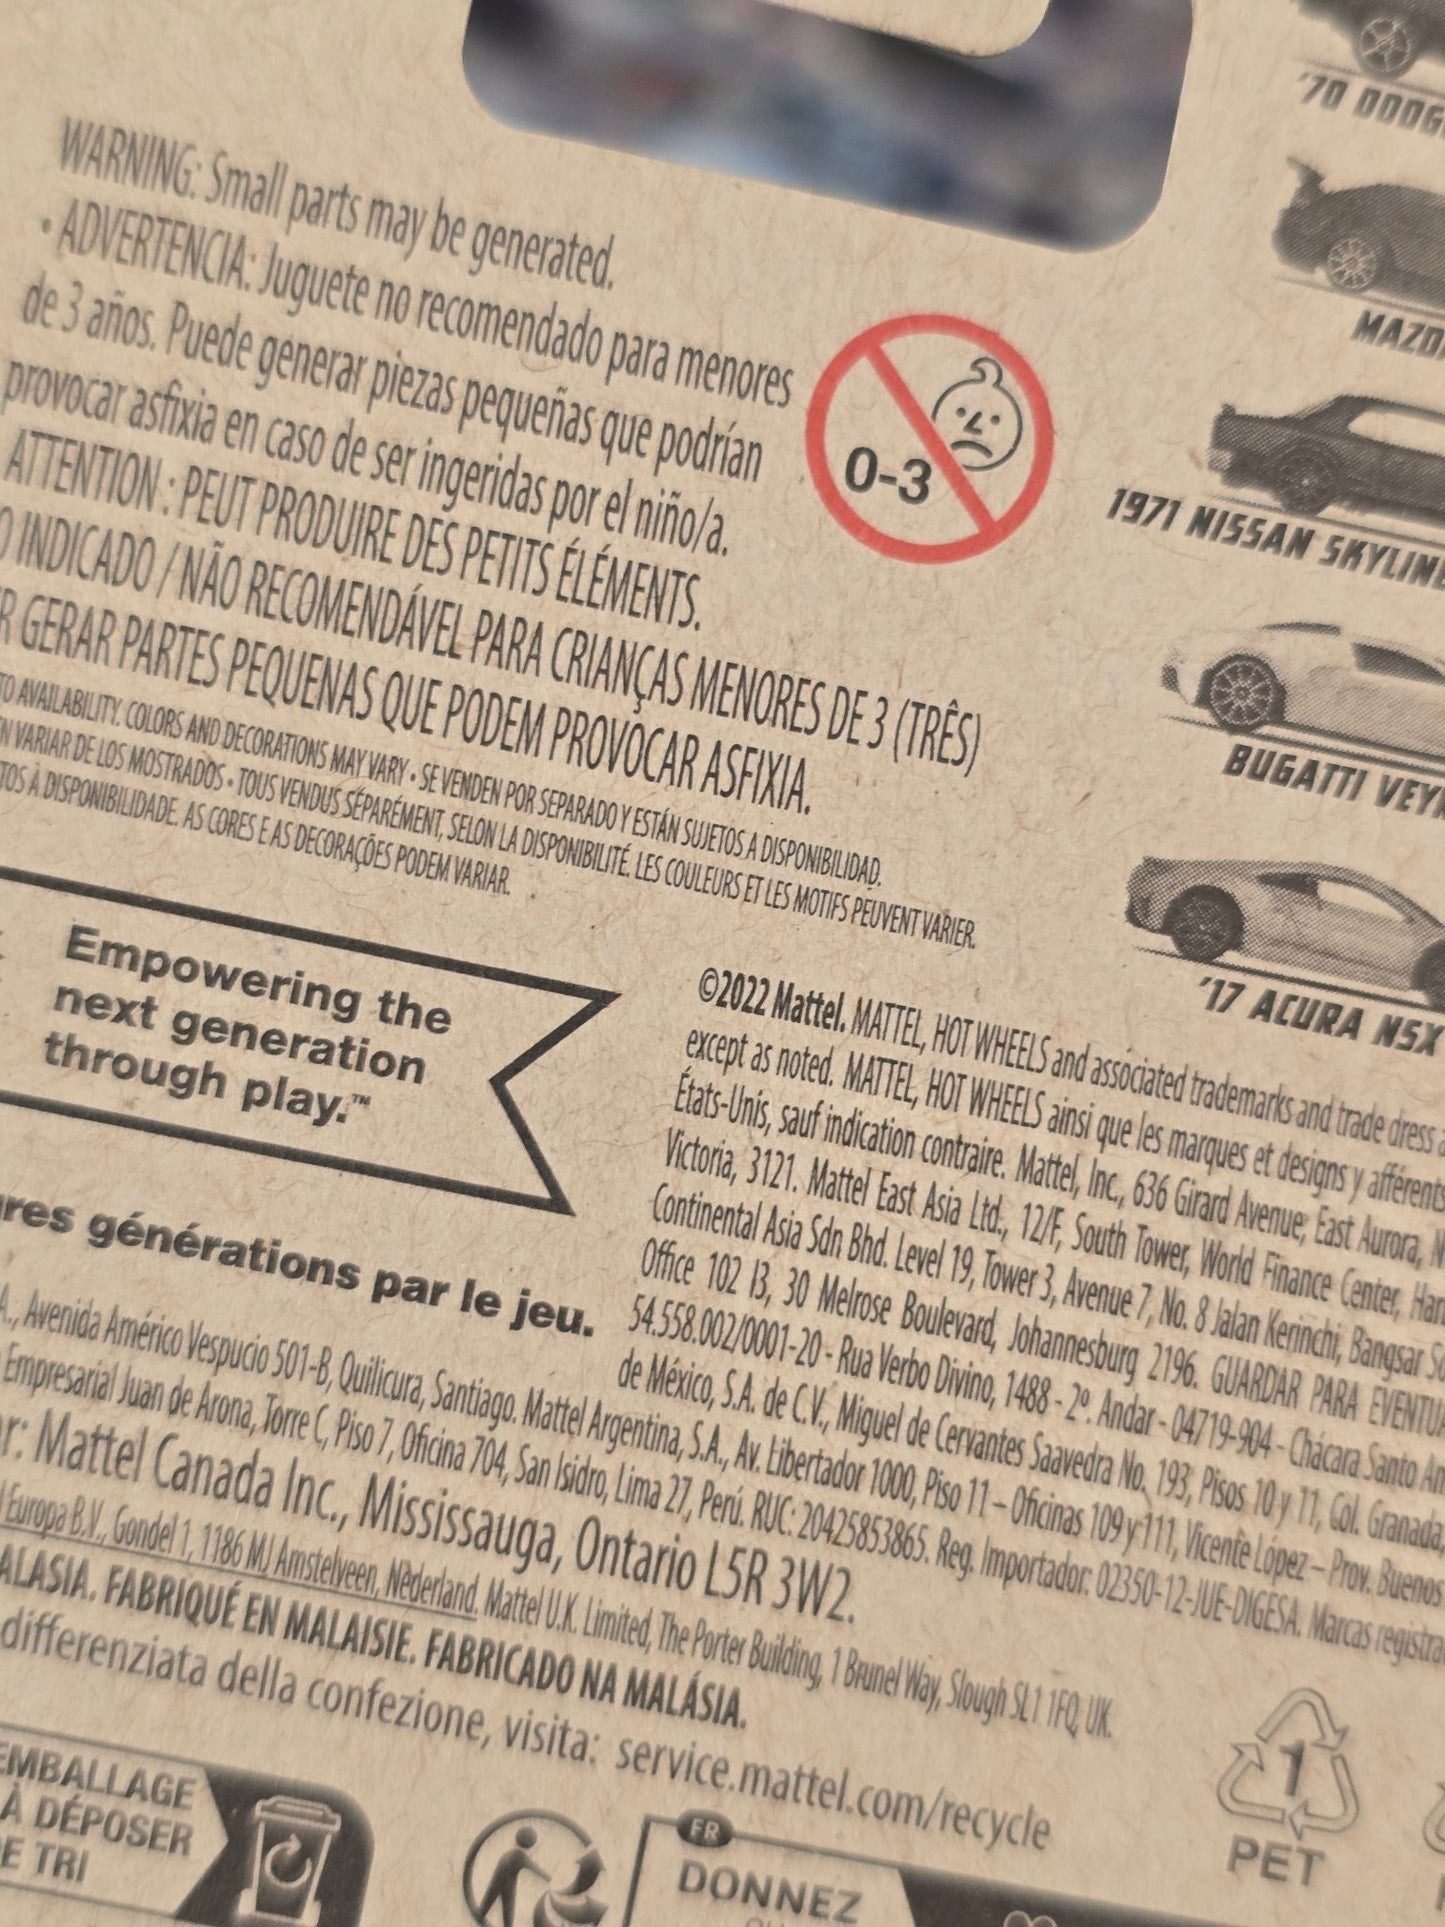 WARNING: Small parts may be generated.
• ADVERTENCIA: Juguete no recomendado para menores
de 3 años. Puede generar piezas pequeñas que podrían
provocar asfixia en caso de ser ingeridas por el niño/a.
ATTENTION : PEUT PRODUIRE DES PETITS ÉLÉMENTS.
INDICADO / NÃO RECOMENDÁVEL PARA CRIANÇAS MENORES DE 3 (TRÊS)
GERAR PARTES PEQUENAS QUE PODEM PROVOCAR ASFIXIA.
TO AVAILABILITY. COLORS AND DECORATIONS MAY VARY • SE VENDEN POR SEPARADO Y ESTÁN SUJETOS A DISPONIBILIDAD.
VARIAR DE LOS MOSTRADOS • TOUS VENDUS SÉPARÉMENT, SELON LA DISPONIBILITÉ. LES COULEURS ET LES MOTIFS PEUVENT VARIER.
À DISPONIBILIDADE. AS CORES E AS DECORAÇÕES PODEM VARIAR.
0-3
'70 DODG
MAZD
1971 NISSAN SKYLINE
BUGATTI VEY
'17 ACURA NSX
Empowering the
next generation
through play.™
ures générations par le jeu.
©2022 Mattel. MATTEL, HOT WHEELS and associated trademarks and trade dress
except as noted. MATTEL, HOT WHEELS ainsi que les marques et designs y afférents
États-Unis, sauf indication contraire. Mattel, Inc., 636 Girard Avenue, East Aurora,
Victoria, 3121. Mattel East Asia Ltd., 12/F, South Tower, World Finance Center, Har
Continental Asia Sdn Bhd. Level 19, Tower 3, Avenue 7, No. 8 Jalan Kerinchi, Bangsar
Office 102 I3, 30 Melrose Boulevard, Johannesburg 2196. GUARDAR PARA EVENTUA
54.558.002/0001-20 - Rua Verbo Divino, 1488 - 2º. Andar - 04719-904 - Chácara Santo
de México, S.A. de C.V., Miguel de Cervantes Saavedra No. 193, Pisos 10 y 11, Col. Granada,
A., Avenida Américo Vespucio 501-B, Quilicura, Santiago. Mattel Argentina, S.A., Av. Libertador 1000, Piso 11 – Oficinas 109 y 111, Vicente López – Prov. Buenos
Empresarial Juan de Arona, Torre C, Piso 7, Oficina 704, San Isidro, Lima 27, Perú. RUC: 20425853865. Reg. Importador: 02350-12-JUE-DIGESA. Marcas registra
r: Mattel Canada Inc., Mississauga, Ontario L5R 3W2.
Europa B.V., Gondel 1, 1186 MJ Amstelveen, Nederland. Mattel U.K. Limited, The Porter Building, 1 Brunel Way, Slough SL1 1FQ, UK.
ALASIA. FABRIQUÉ EN MALAISIE. FABRICADO NA MALÁSIA.
differenziata della confezione, visita: service.mattel.com/recycle
EMBALLAGE
À DÉPOSER
E TRI
FR
DONNEZ
1
PET